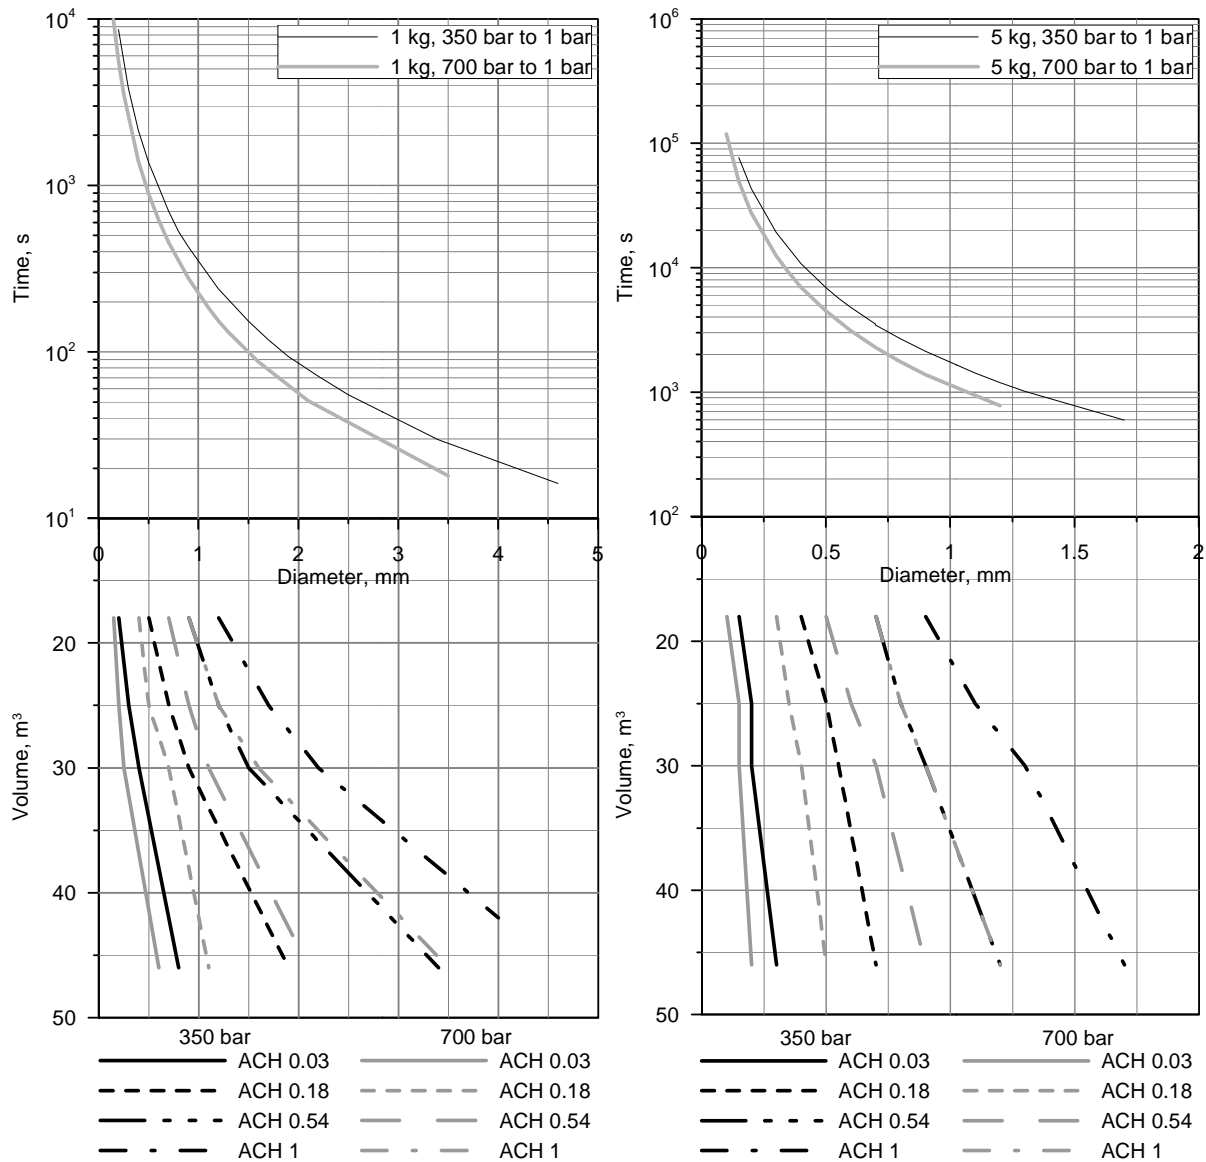 10⁴
1 kg, 350 bar to 1 bar
1 kg, 700 bar to 1 bar
10³
Time, s
10²
10¹
0 1 2 3 4 5
Diameter, mm
20
30
Volume, m³
40
50
350 bar 700 bar
ACH 0.03 ACH 0.03
ACH 0.18 ACH 0.18
ACH 0.54 ACH 0.54
ACH 1 ACH 1
10⁶
5 kg, 350 bar to 1 bar
5 kg, 700 bar to 1 bar
10⁵
Time, s
10⁴
10³
10²
0 0.5 1 1.5 2
Diameter, mm
20
30
Volume, m³
40
50
350 bar 700 bar
ACH 0.03 ACH 0.03
ACH 0.18 ACH 0.18
ACH 0.54 ACH 0.54
ACH 1 ACH 1